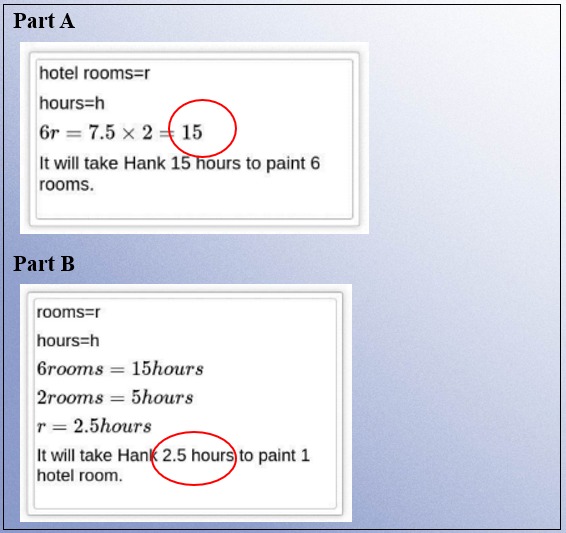 Part A
hotel rooms=r
hours=h
6r = 7.5 × 2 = 15
It will take Hank 15 hours to paint 6
rooms.
Part B
rooms=r
hours=h
6rooms = 15hours
2rooms = 5hours
r = 2.5hours
It will take Hank 2.5 hours to paint 1
hotel room.